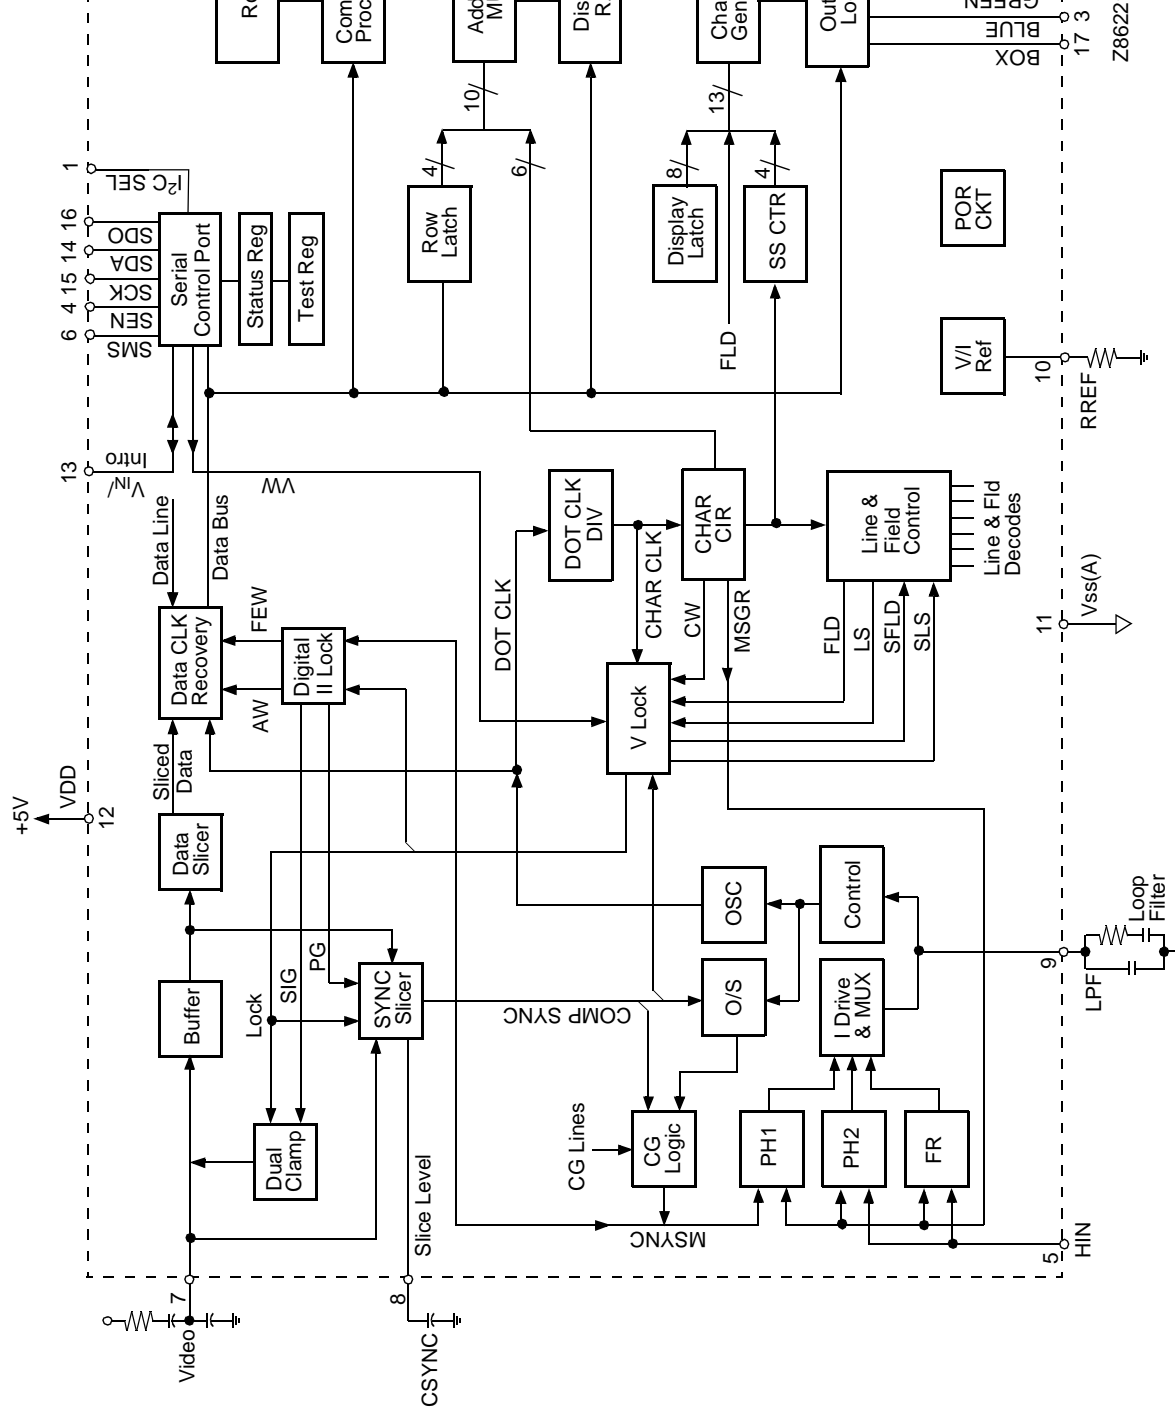 Ro
Com
Proc
Add
M
Dis
R
Cha
Gen
Out
Lo
GREEN
3
BLUE
17
BOX
Z8622
10
13
1
I²C SEL
4
6
8
4
16
SDO
14
SDA
15
SCK
4
SEN
6
SMS
Serial
Control Port
Status Reg
Test Reg
Row
Latch
Display
Latch
SS CTR
POR
CKT
FLD
V/I
Ref
10
RREF
13
VIN/
Intro
VW
Data Line
Data Bus
DOT CLK
DIV
CHAR
CIR
Line &
Field
Control
Line & Fld
Decodes
Data CLK
Recovery
FEW
AW
Digital
II Lock
DOT CLK
CHAR CLK
CW
MSGR
FLD
LS
SFLD
SLS
11
Vss(A)
V Lock
+5V
VDD
12
Sliced
Data
Data
Slicer
OSC
Control
Loop
Filter
9
LPF
Buffer
Lock
SIG
PG
SYNC
Slicer
COMP SYNC
O/S
I Drive
& MUX
Dual
Clamp
CG Lines
CG
Logic
PH1
PH2
FR
Slice Level
MSYNC
5
HIN
7
Video
8
CSYNC